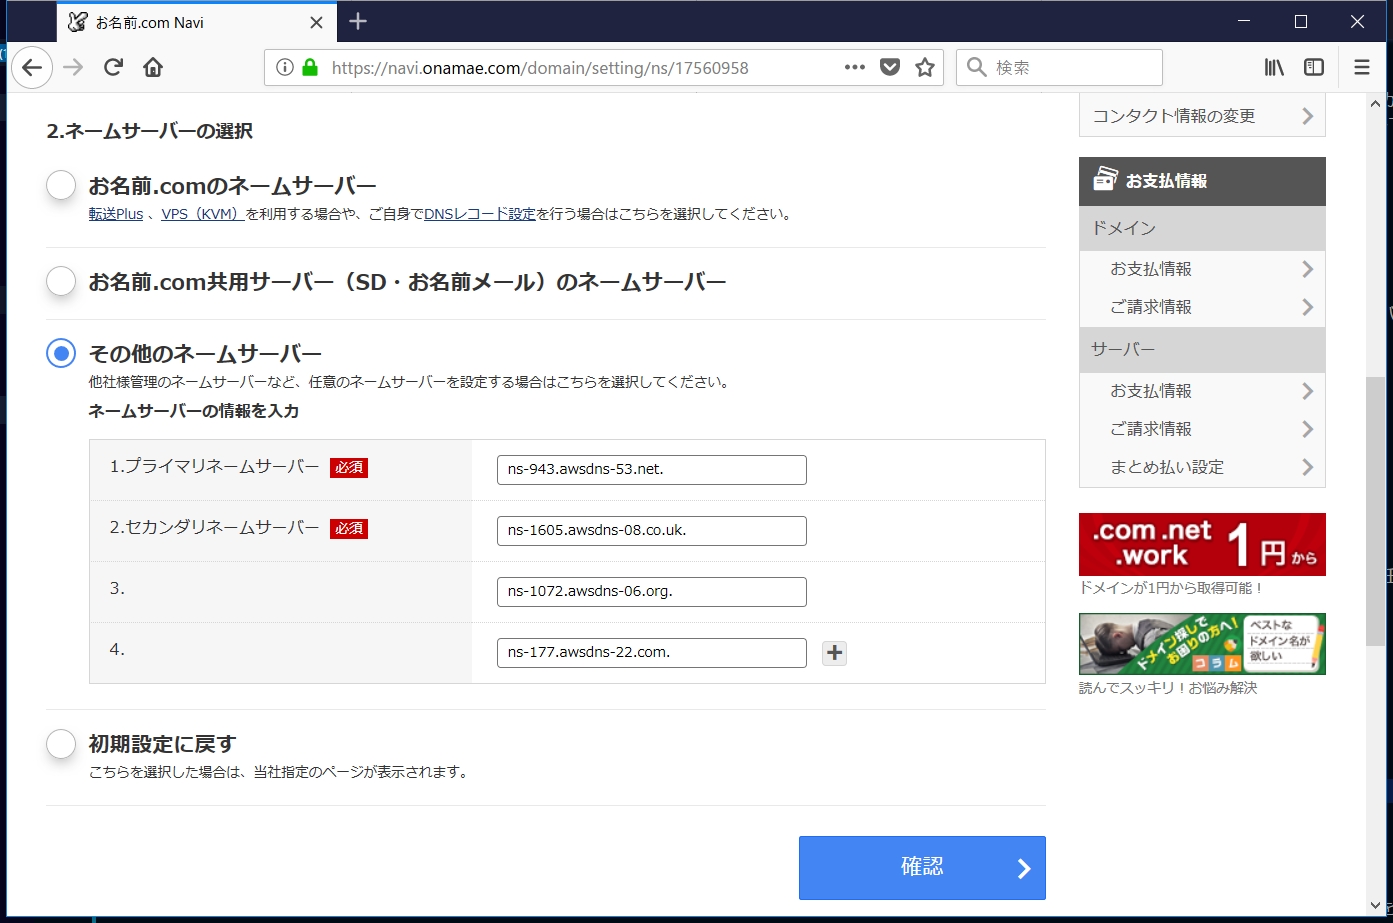 お名前.com Navi
https://navi.onamae.com/domain/setting/ns/17560958
検索
2.ネームサーバーの選択
お名前.comのネームサーバー
転送Plus 、VPS（KVM）を利用する場合や、ご自身でDNSレコード設定を行う場合はこちらを選択してください。
お名前.com共用サーバー（SD・お名前メール）のネームサーバー
その他のネームサーバー
他社様管理のネームサーバーなど、任意のネームサーバーを設定する場合はこちらを選択してください。
ネームサーバーの情報を入力
1.プライマリネームサーバー 必須 ns-943.awsdns-53.net.
2.セカンダリネームサーバー 必須 ns-1605.awsdns-08.co.uk.
3. ns-1072.awsdns-06.org.
4. ns-177.awsdns-22.com.
初期設定に戻す
こちらを選択した場合は、当社指定のページが表示されます。
確認
コンタクト情報の変更
お支払情報
ドメイン
お支払情報
ご請求情報
サーバー
お支払情報
ご請求情報
まとめ払い設定
.com .net
.work
1円から
ドメインが1円から取得可能！
ドメイン探しで
お困りの方へ！
コラム
ベストな
ドメイン名が
欲しい
読んでスッキリ！お悩み解決